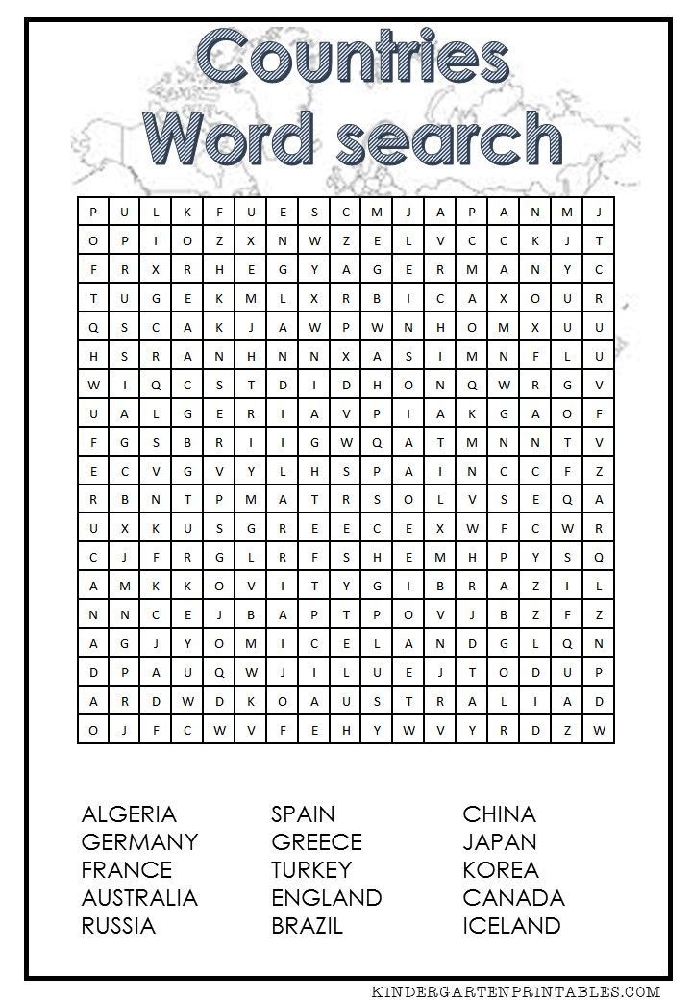 Countries
Word search
P U L K F U E S C M J A P A N M J
O P I O Z X N W Z E L V C C K J T
F R X R H E G Y A G E R M A N Y C
T U G E K M L X R B I C A X O U R
Q S C A K J A W P W N H O M X U U
H S R A N H N N X A S I M N F L U
W I Q C S T D I D H O N Q W R G V
U A L G E R I A V P I A K G A O F
F G S B R I I G W Q A T M N N T V
E C V G V Y L H S P A I N C C F Z
R B N T P M A T R S O L V S E Q A
U X K U S G R E E C E X W F C W R
C J F R G L R F S H E M H P Y S Q
A M K K O V I T Y G I B R A Z I L
N N C E J B A P T P O V J B Z F Z
A G J Y O M I C E L A N D G L Q N
D P A U Q W J I L U E J T O D U P
A R D W D K O A U S T R A L I A D
O J F C W V F E H Y W V Y R D Z W
ALGERIA SPAIN CHINA
GERMANY GREECE JAPAN
FRANCE TURKEY KOREA
AUSTRALIA ENGLAND CANADA
RUSSIA BRAZIL ICELAND
KINDERGARTENPRINTABLES.COM